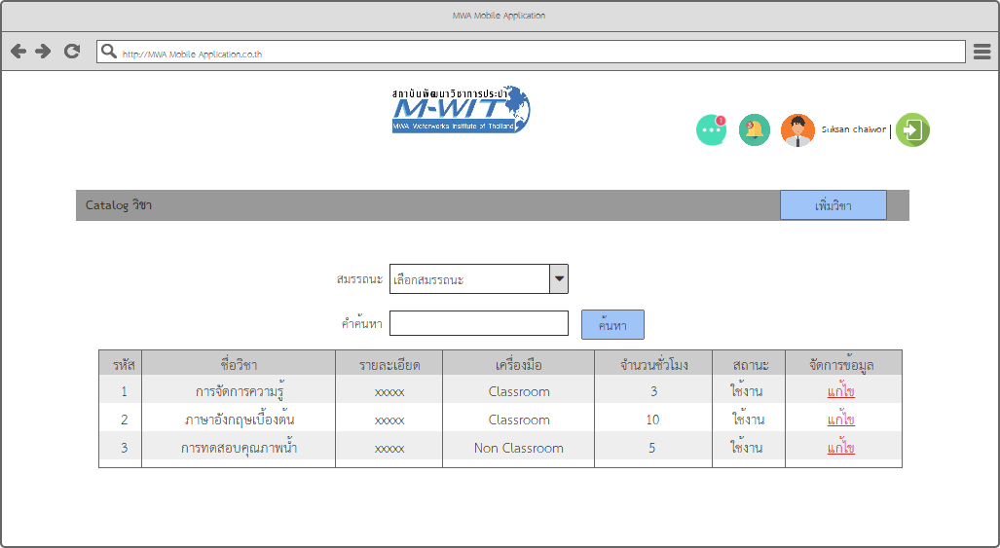 MWA Mobile Application
http://MWA Mobile Application.co.th
สถาบันพัฒนาวิชาการประปา
M-WIT
MWA Waterworks Institute of Thailand
1
3
Suksan chaiwon
Catalog วิชา
เพิ่มวิชา
สมรรถนะ เลือกสมรรถนะ
คำค้นหา ค้นหา
รหัส ชื่อวิชา รายละเอียด เครื่องมือ จำนวนชั่วโมง สถานะ จัดการข้อมูล
1 การจัดการความรู้ xxxxx Classroom 3 ใช้งาน แก้ไข
2 ภาษาอังกฤษเบื้องต้น xxxxx Classroom 10 ใช้งาน แก้ไข
3 การทดสอบคุณภาพน้ำ xxxxx Non Classroom 5 ใช้งาน แก้ไข